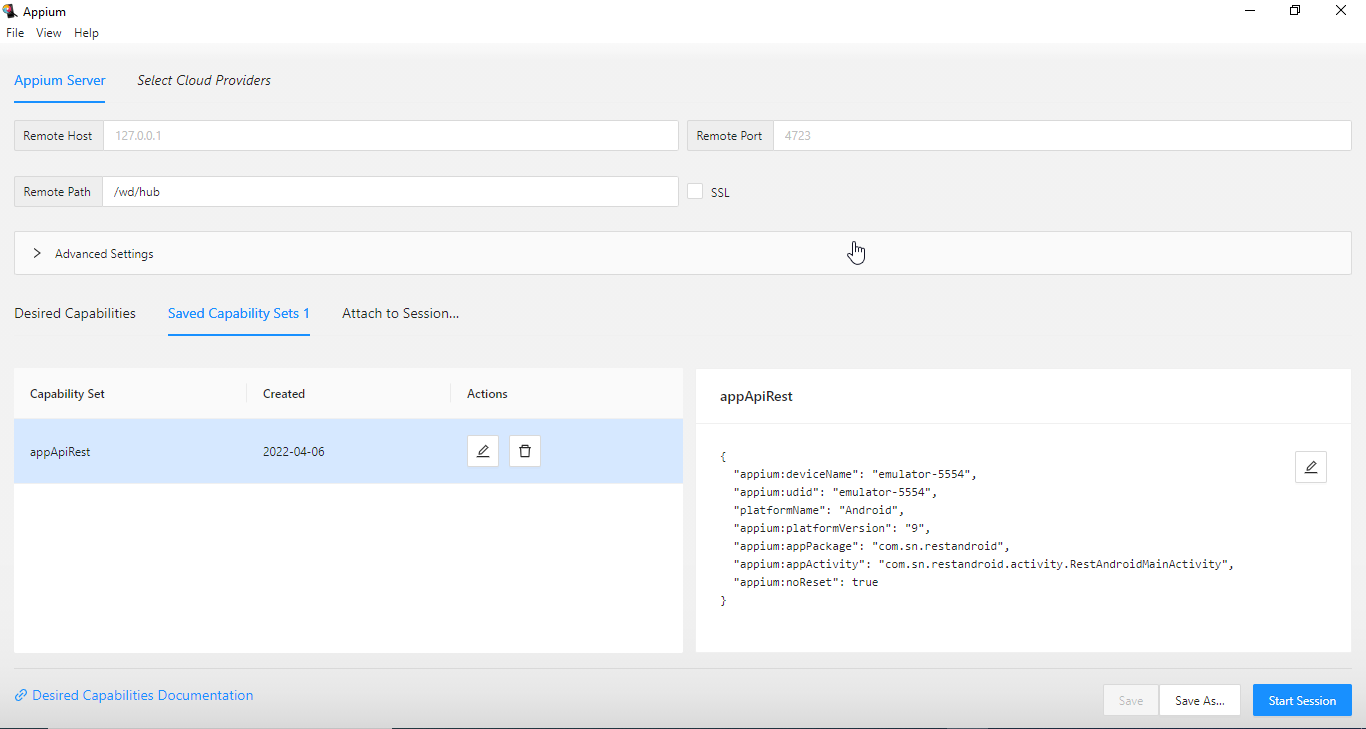 Appium
File View Help
Appium Server Select Cloud Providers
Remote Host 127.0.0.1 Remote Port 4723
Remote Path /wd/hub SSL
Advanced Settings
Desired Capabilities Saved Capability Sets 1 Attach to Session...
Capability Set Created Actions
appApiRest 2022-04-06
appApiRest
{
"appium:deviceName": "emulator-5554",
"appium:udid": "emulator-5554",
"platformName": "Android",
"appium:platformVersion": "9",
"appium:appPackage": "com.sn.restandroid",
"appium:appActivity": "com.sn.restandroid.activity.RestAndroidMainActivity",
"appium:noReset": true
}
Desired Capabilities Documentation
Save Save As... Start Session